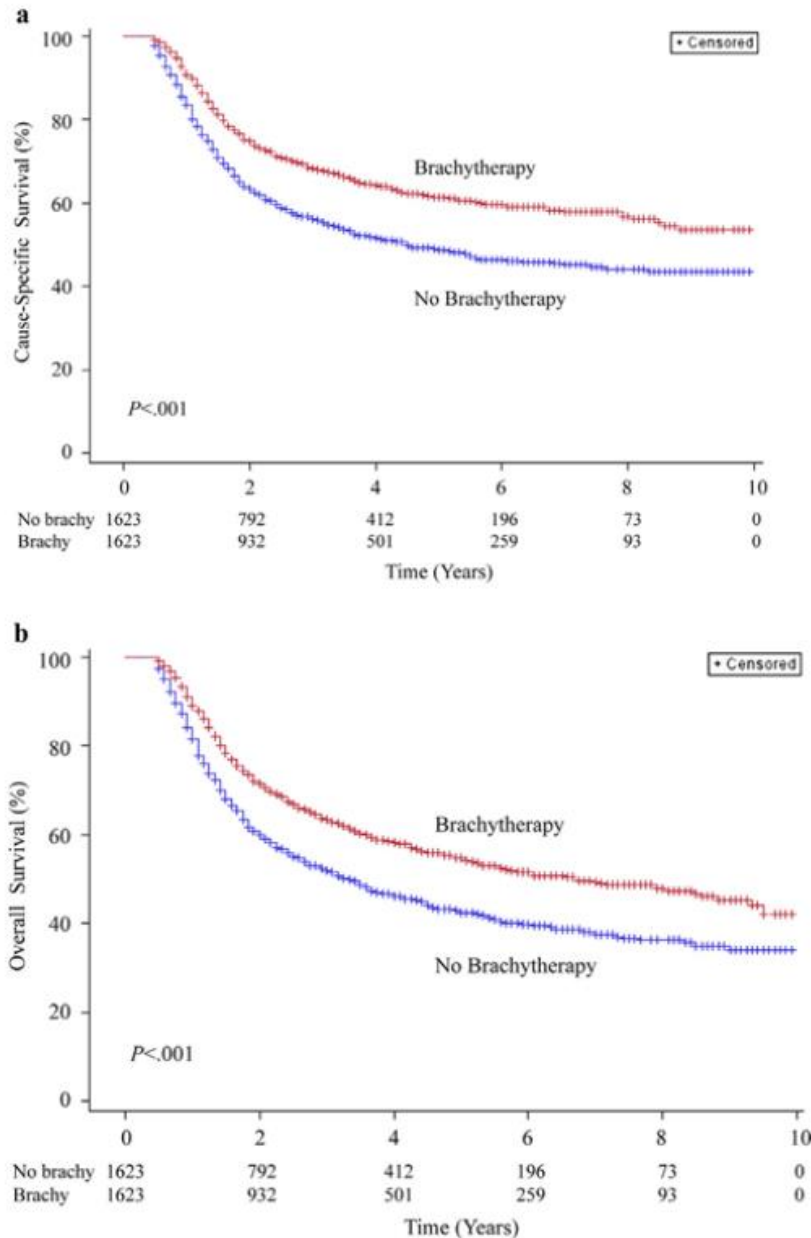 a
100
+ Censored
80
Brachytherapy
60
Cause-Specific Survival (%)
40
No Brachytherapy
20
P<.001
0
0 2 4 6 8 10
No brachy 1623 792 412 196 73 0
Brachy 1623 932 501 259 93 0
Time (Years)
b
100
+ Censored
80
Brachytherapy
60
Overall Survival (%)
40
No Brachytherapy
20
P<.001
0
0 2 4 6 8 10
No brachy 1623 792 412 196 73 0
Brachy 1623 932 501 259 93 0
Time (Years)